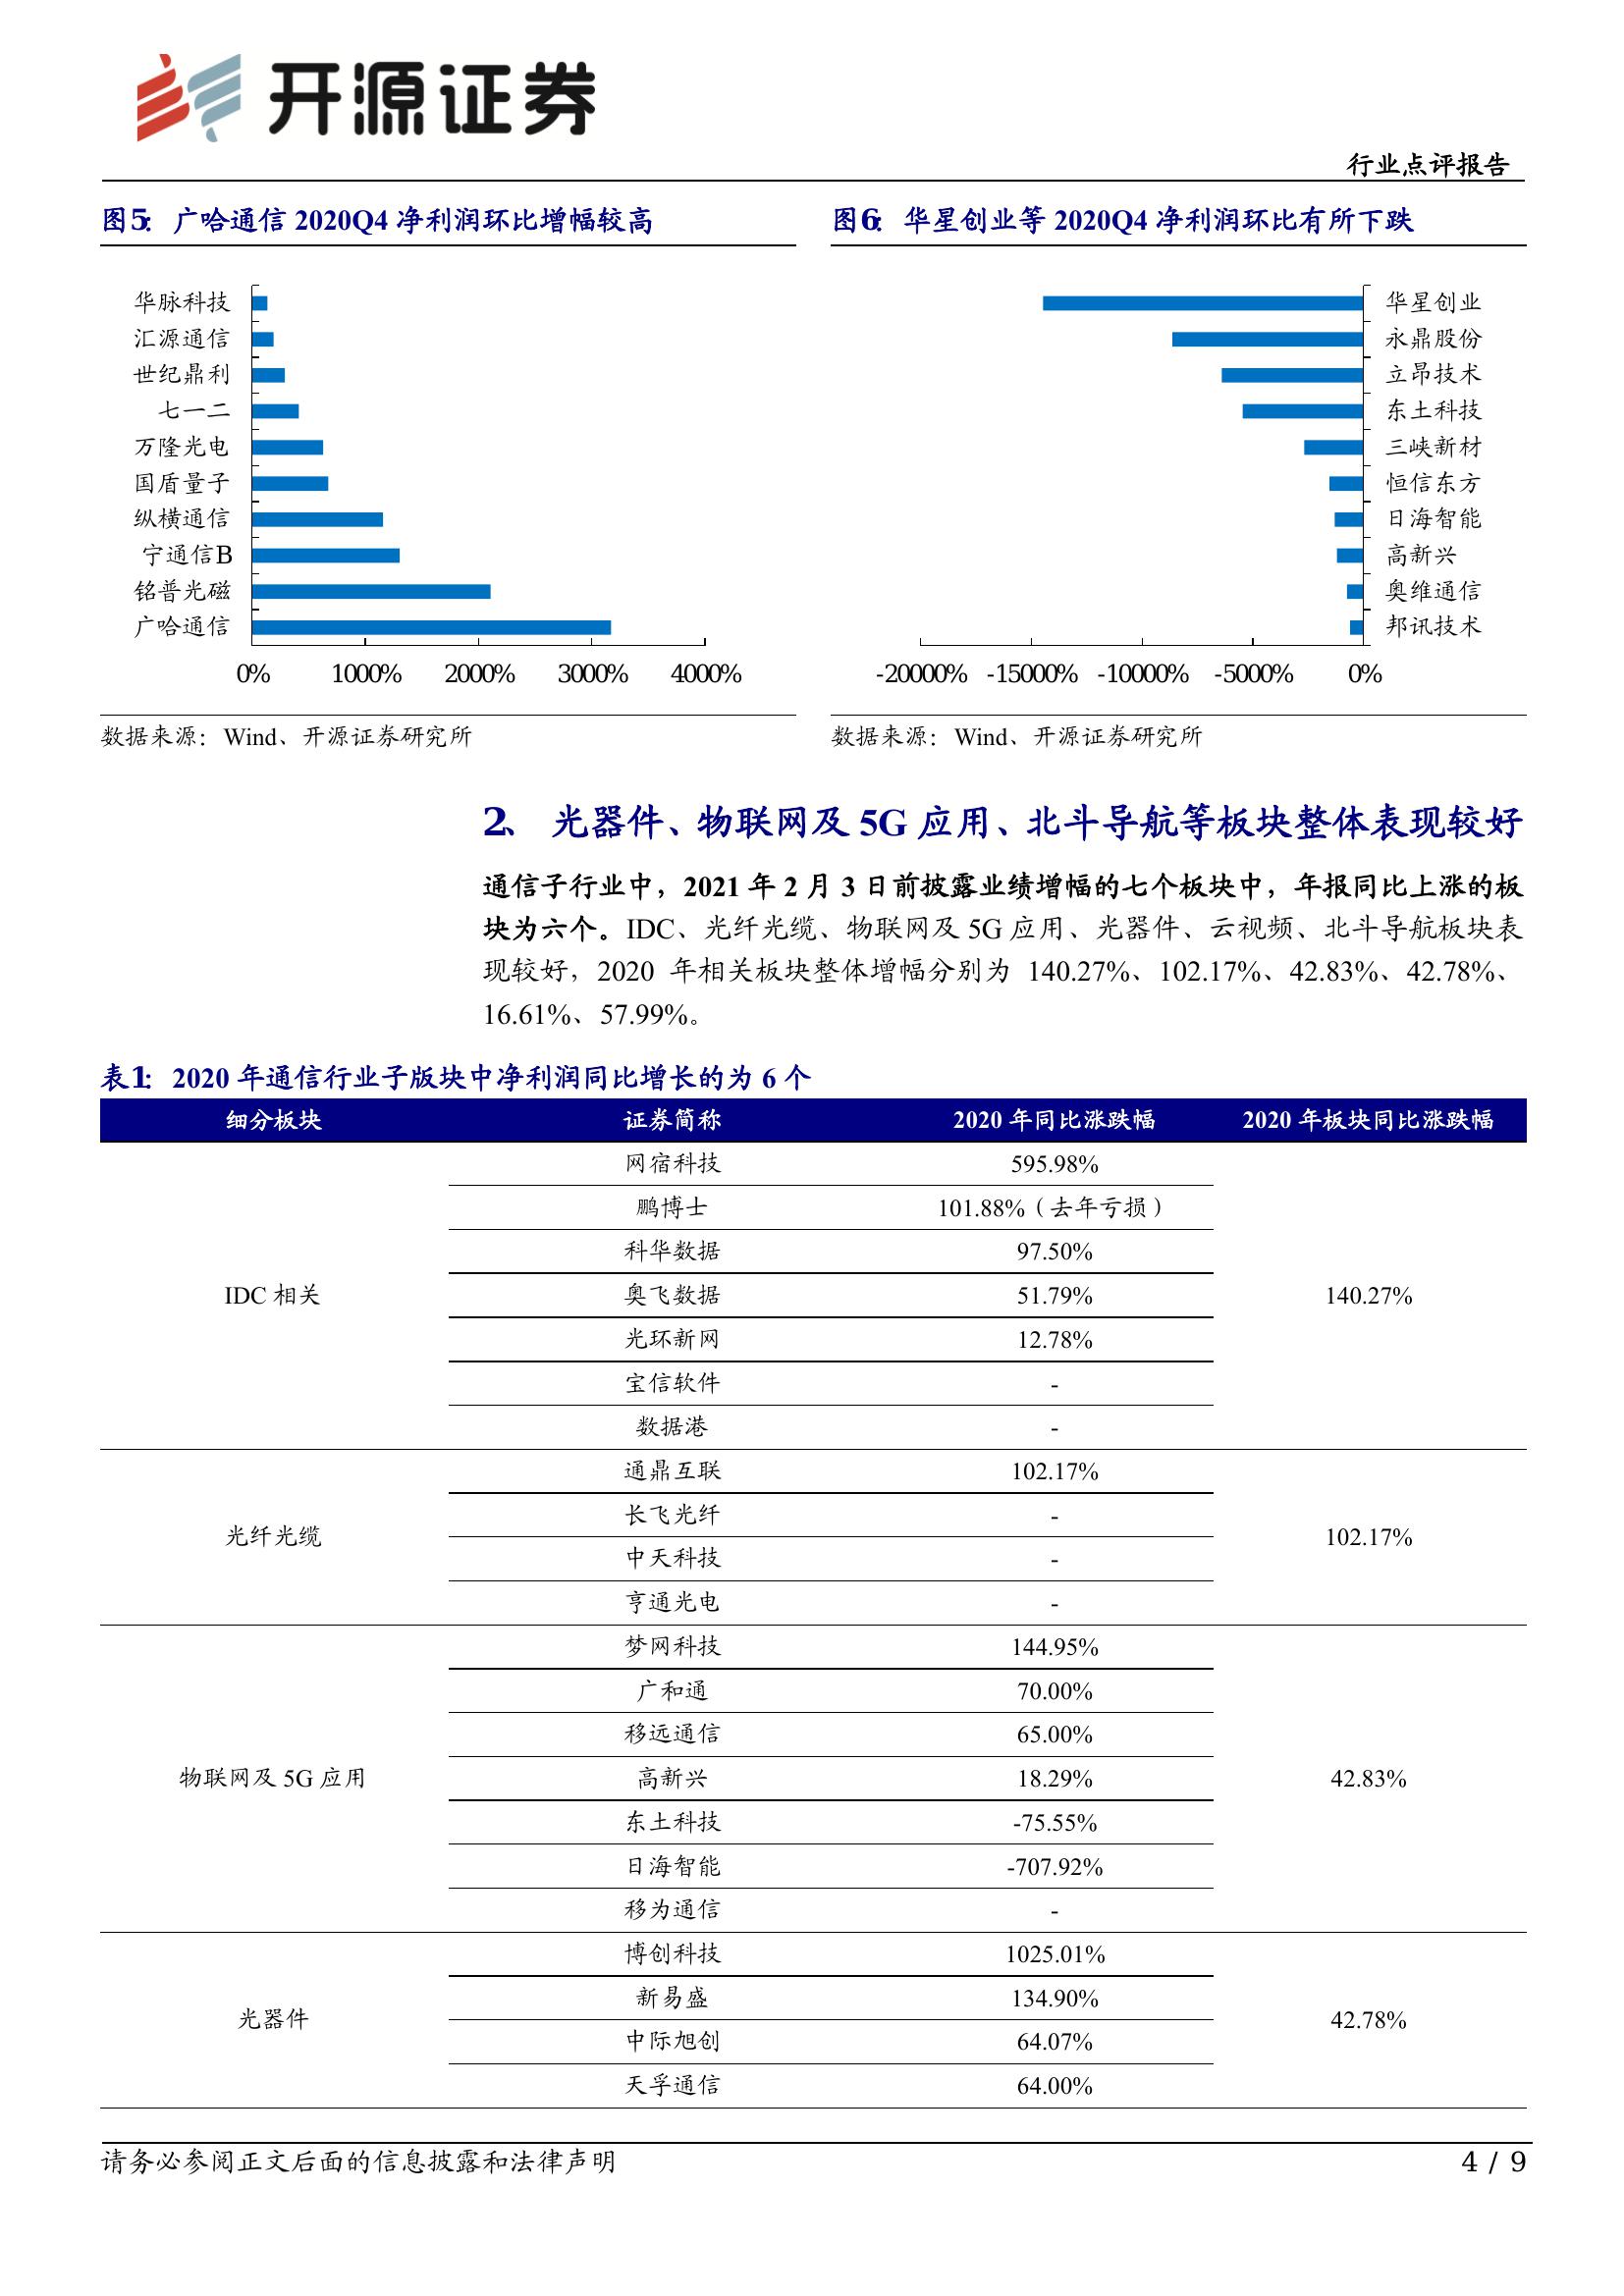 开源证券
行业点评报告
图5： 广哈通信 2020Q4 净利润环比增幅较高
华脉科技
汇源通信
世纪鼎利
七一二
万隆光电
国盾量子
纵横通信
宁通信B
铭普光磁
广哈通信
0% 1000% 2000% 3000% 4000%
数据来源：Wind、开源证券研究所
图6： 华星创业等 2020Q4 净利润环比有所下跌
华星创业
永鼎股份
立昂技术
东土科技
三峡新材
恒信东方
日海智能
高新兴
奥维通信
邦讯技术
-20000% -15000% -10000% -5000% 0%
数据来源：Wind、开源证券研究所
2、 光器件、物联网及 5G 应用、北斗导航等板块整体表现较好
通信子行业中，2021 年 2 月 3 日前披露业绩增幅的七个板块中，年报同比上涨的板
块为六个。IDC、光纤光缆、物联网及 5G 应用、光器件、云视频、北斗导航板块表
现较好，2020 年相关板块整体增幅分别为 140.27%、102.17%、42.83%、42.78%、
16.61%、57.99%。
表1： 2020 年通信行业子版块中净利润同比增长的为 6 个
细分板块 证券简称 2020 年同比涨跌幅 2020 年板块同比涨跌幅
网宿科技 595.98%
鹏博士 101.88%（去年亏损）
科华数据 97.50%
IDC 相关 奥飞数据 51.79% 140.27%
光环新网 12.78%
宝信软件 -
数据港 -
通鼎互联 102.17%
长飞光纤 -
光纤光缆 102.17%
中天科技 -
亨通光电 -
梦网科技 144.95%
广和通 70.00%
移远通信 65.00%
物联网及 5G 应用 高新兴 18.29% 42.83%
东土科技 -75.55%
日海智能 -707.92%
移为通信 -
博创科技 1025.01%
新易盛 134.90%
光器件 42.78%
中际旭创 64.07%
天孚通信 64.00%
请务必参阅正文后面的信息披露和法律声明 4 / 9